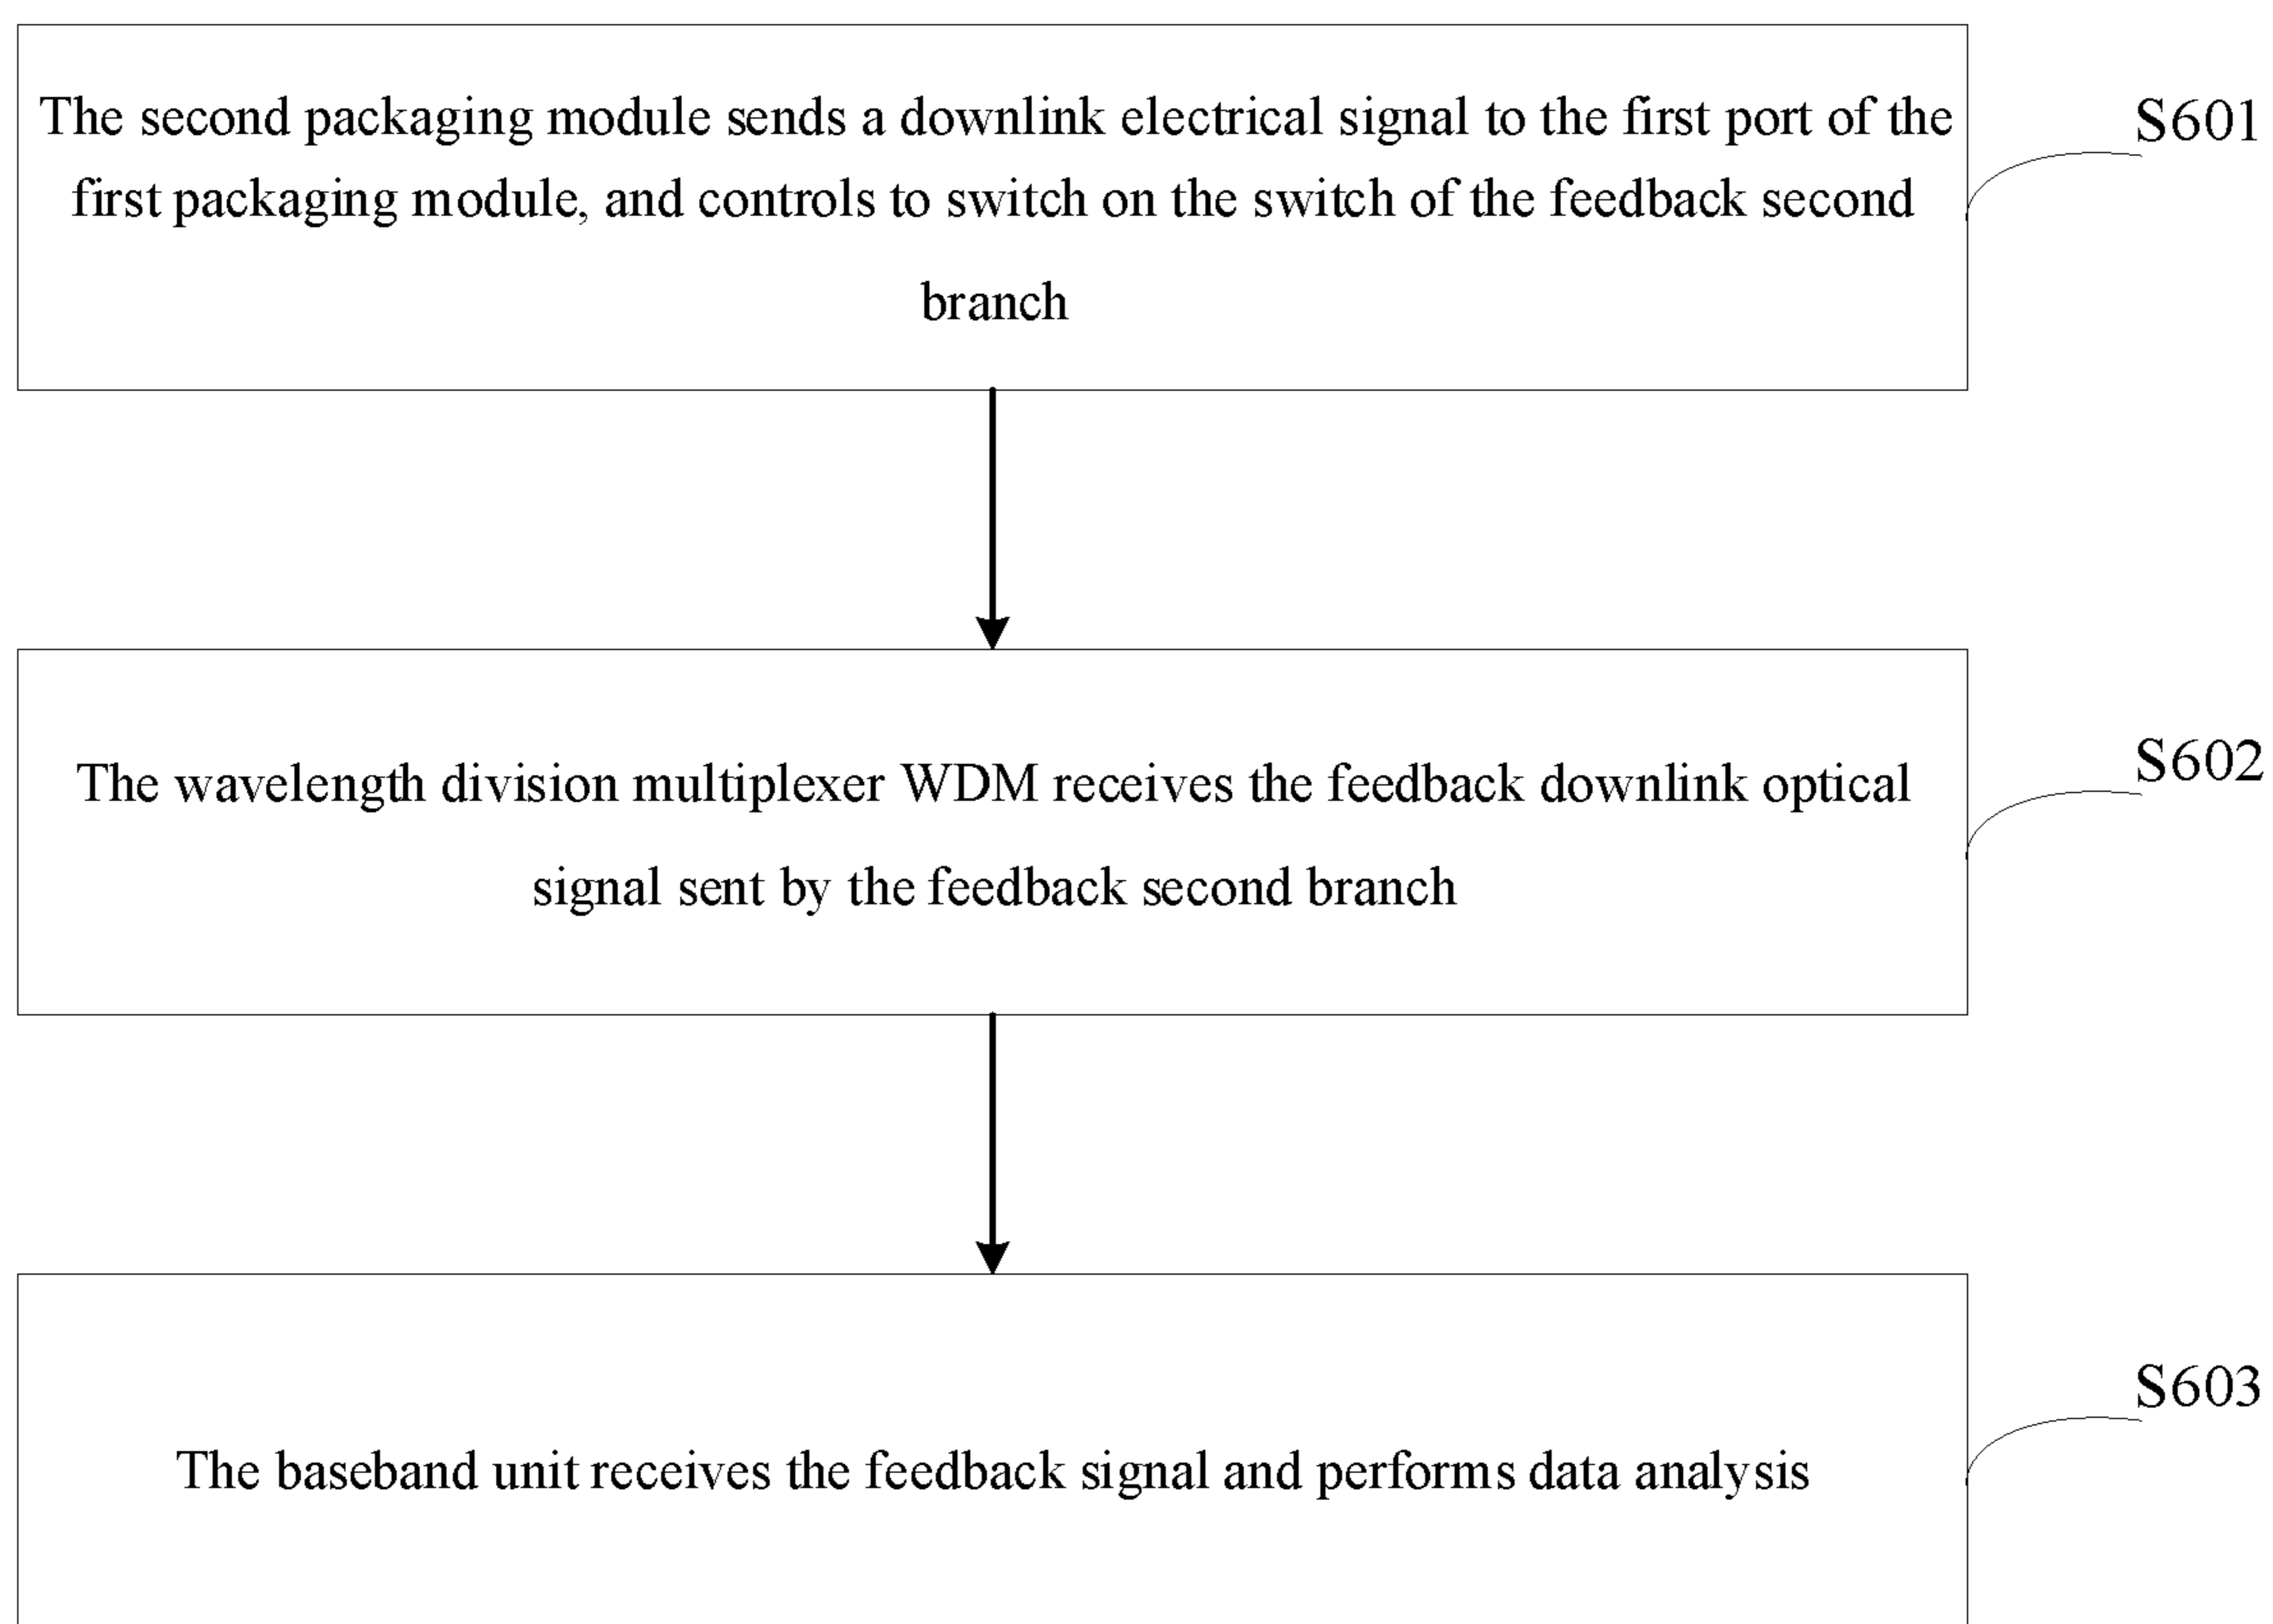 The second packaging module sends a downlink electrical signal to the first port of the
first packaging module, and controls to switch on the switch of the feedback second
branch
S601
The wavelength division multiplexer WDM receives the feedback downlink optical
signal sent by the feedback second branch
S602
The baseband unit receives the feedback signal and performs data analysis
S603